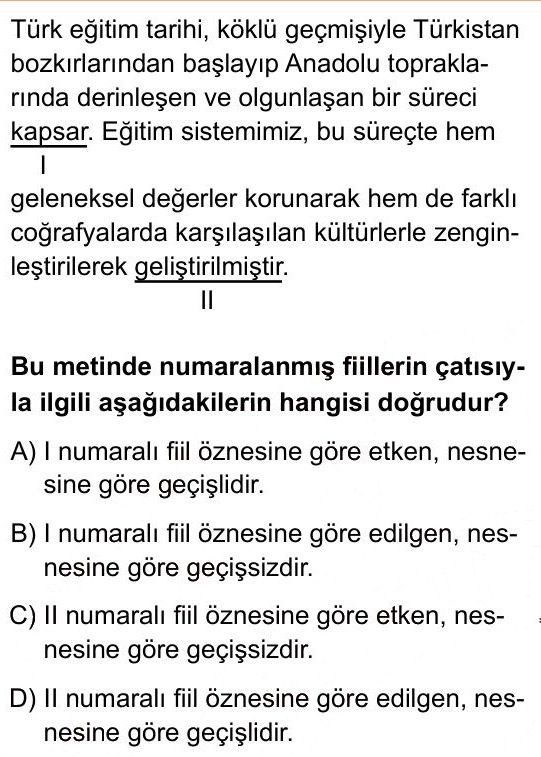 Türk eğitim tarihi, köklü geçmişiyle Türkistan
bozkırlarından başlayıp Anadolu toprakla-
rında derinleşen ve olgunlaşan bir süreci
kapsar. Eğitim sistemimiz, bu süreçte hem
I
geleneksel değerler korunarak hem de farklı
coğrafyalarda karşılaşılan kültürlerle zengin-
leştirilerek geliştirilmiştir.
II
Bu metinde numaralanmış fiillerin çatısıy-
la ilgili aşağıdakilerin hangisi doğrudur?
A) I numaralı fiil öznesine göre etken, nesne-
sine göre geçişlidir.
B) I numaralı fiil öznesine göre edilgen, nes-
nesine göre geçişsizdir.
C) II numaralı fiil öznesine göre etken, nes-
nesine göre geçişsizdir.
D) II numaralı fiil öznesine göre edilgen, nes-
nesine göre geçişlidir.